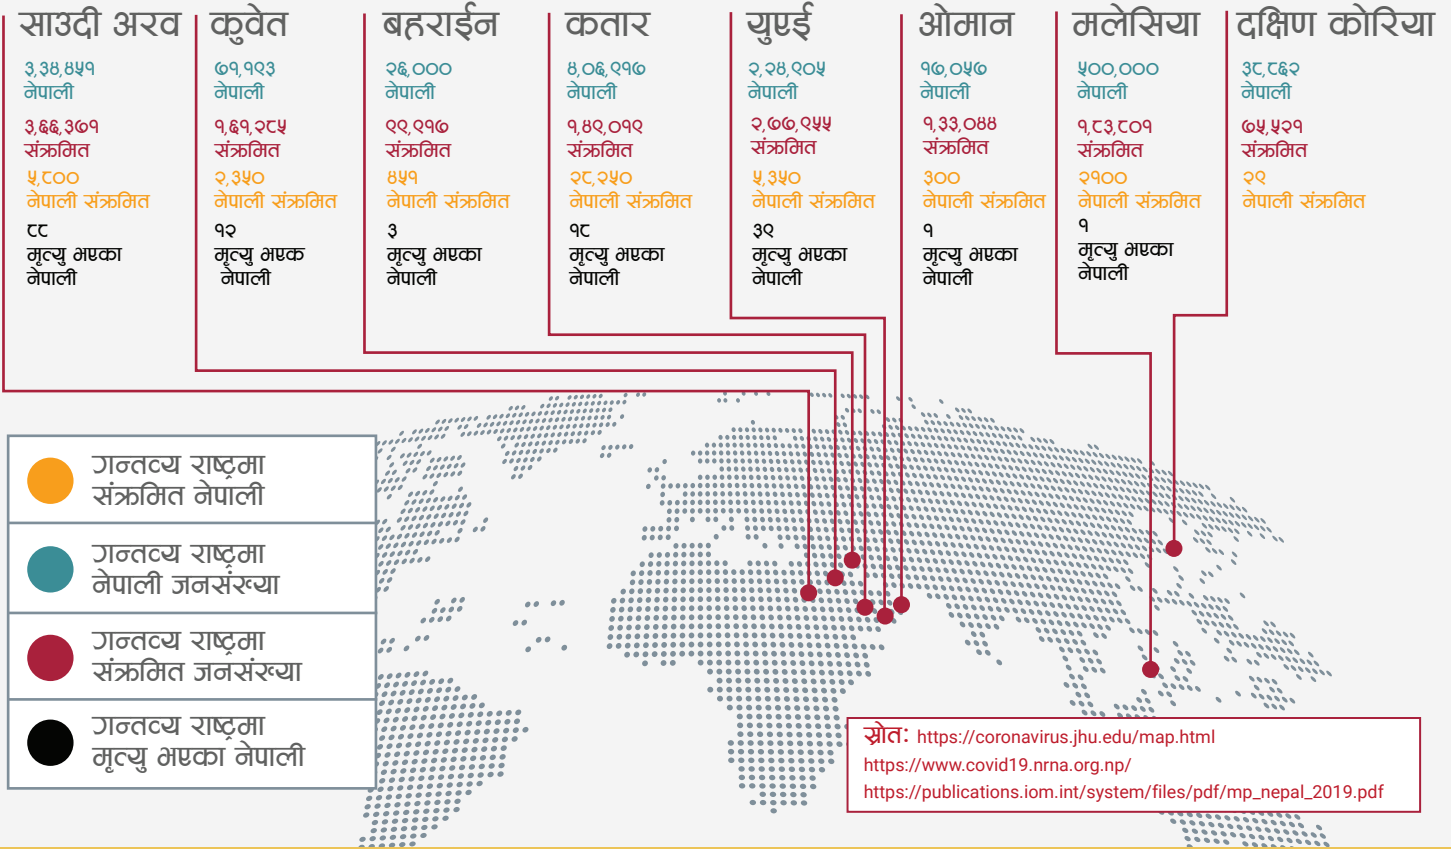 साउदी अरव
३,३४,४५१
नेपाली
३,६६,३७१
संक्रमित
५,८००
नेपाली संक्रमित
८८
मृत्यु भएका
नेपाली
कुवेत
७१,१९३
नेपाली
१,६१,२८५
संक्रमित
२,३५०
नेपाली संक्रमित
१२
मृत्यु भएक
नेपाली
बहराईन
२६,०००
नेपाली
९९,९१७
संक्रमित
४५१
नेपाली संक्रमित
३
मृत्यु भएका
नेपाली
कतार
४,०६,९१७
नेपाली
१,४९,०१९
संक्रमित
२८,२५०
नेपाली संक्रमित
१८
मृत्यु भएका
नेपाली
युएई
२,२४,९०५
नेपाली
२,७७,९५५
संक्रमित
५,३५०
नेपाली संक्रमित
३९
मृत्यु भएका
नेपाली
ओमान
१७,०५७
नेपाली
१,३३,०४४
संक्रमित
३००
नेपाली संक्रमित
१
मृत्यु भएका
नेपाली
मलेसिया
५००,०००
नेपाली
१,८३,८०१
संक्रमित
२१००
नेपाली संक्रमित
१
मृत्यु भएका
नेपाली
दक्षिण कोरिया
३८,८६२
नेपाली
७५,५२१
संक्रमित
२९
नेपाली संक्रमित
गन्तव्य राष्ट्रमा
संक्रमित नेपाली
गन्तव्य राष्ट्रमा
नेपाली जनसंख्या
गन्तव्य राष्ट्रमा
संक्रमित जनसंख्या
गन्तव्य राष्ट्रमा
मृत्यु भएका नेपाली
स्रोत: https://coronavirus.jhu.edu/map.html
https://www.covid19.nrna.org.np/
https://publications.iom.int/system/files/pdf/mp_nepal_2019.pdf